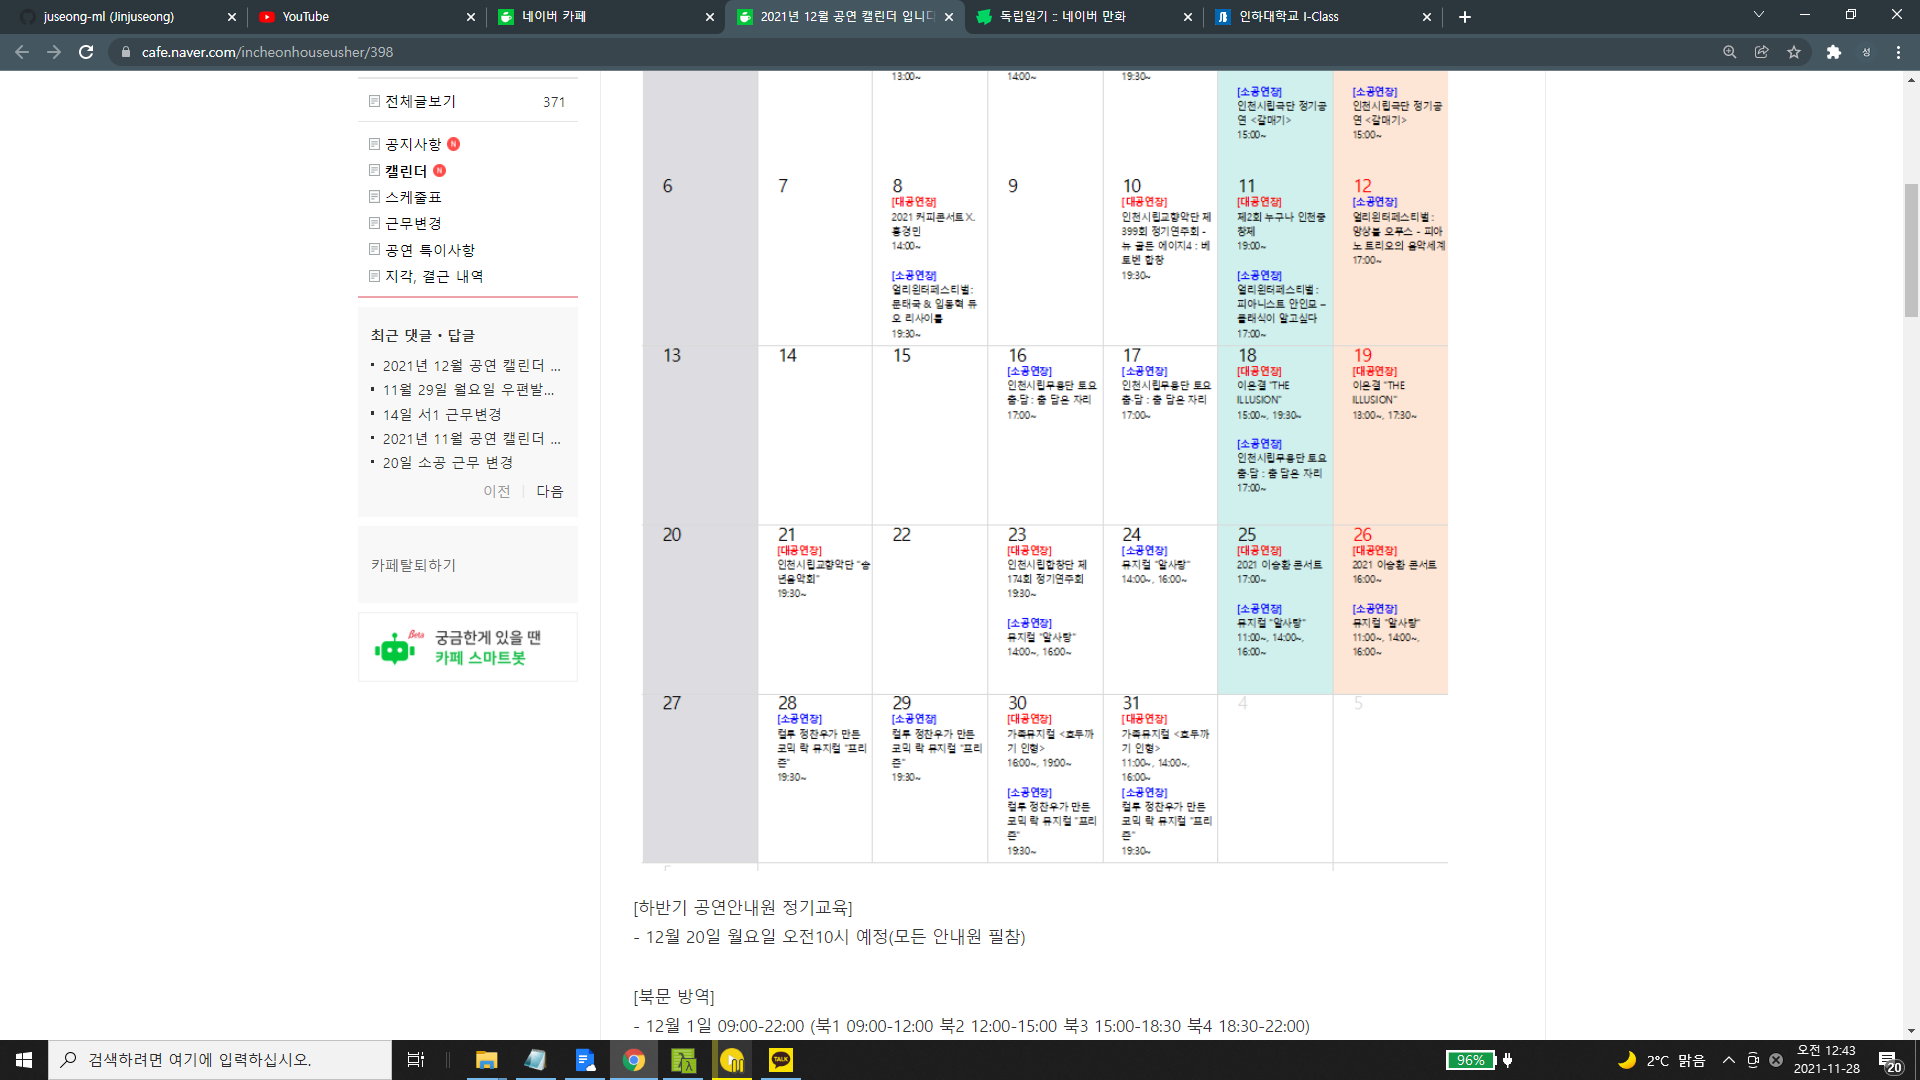 juseong-ml (Jinjuseong)
YouTube
네이버 카페
2021년 12월 공연 캘린더 입니다
독립일기 :: 네이버 만화
인하대학교 I-Class
cafe.naver.com/incheonhouseusher/398
성
전체글보기 371
공지사항 N
캘린더 N
스케줄표
근무변경
공연 특이사항
지각, 결근 내역
최근 댓글・답글
2021년 12월 공연 캘린더 ...
11월 29일 월요일 우편발...
14일 서1 근무변경
2021년 11월 공연 캘린더 ...
20일 소공 근무 변경
이전 다음
카페탈퇴하기
Beta 궁금한게 있을 땐
카페 스마트봇
13:00~
14:00~
19:30~
[소공연장]
인천시립극단 정기공
연 <갈매기>
15:00~
[소공연장]
인천시립극단 정기공
연 <갈매기>
15:00~
6
7
8
[대공연장]
2021 커피콘서트 X.
홍경민
14:00~
[소공연장]
얼리윈터페스티벌:
문태국 & 임동혁 듀
오 리사이틀
19:30~
9
10
[대공연장]
인천시립교향악단 제
399회 정기연주회 -
뉴 골든 에이지4 : 베
토벤 합창
19:30~
11
[대공연장]
제2회 누구나 인천중
창제
19:00~
[소공연장]
얼리윈터페스티벌 :
피아니스트 안인모 –
클래식이 알고싶다
17:00~
12
[소공연장]
얼리윈터페스티벌 :
앙상블 오푸스 - 피아
노 트리오의 음악세계
17:00~
13
14
15
16
[소공연장]
인천시립무용단 토요
춤·담 : 춤 담은 자리
17:00~
17
[소공연장]
인천시립무용단 토요
춤·담 : 춤 담은 자리
17:00~
18
[대공연장]
이은결 "THE
ILLUSION"
15:00~, 19:30~
[소공연장]
인천시립무용단 토요
춤·담 : 춤 담은 자리
17:00~
19
[대공연장]
이은결 "THE
ILLUSION"
13:00~, 17:30~
20
21
[대공연장]
인천시립교향악단 "송
년음악회"
19:30~
22
23
[대공연장]
인천시립합창단 제
174회 정기연주회
19:30~
[소공연장]
뮤지컬 "알사탕"
14:00~, 16:00~
24
[소공연장]
뮤지컬 "알사탕"
14:00~, 16:00~
25
[대공연장]
2021 이승환 콘서트
17:00~
[소공연장]
뮤지컬 "알사탕"
11:00~, 14:00~,
16:00~
26
[대공연장]
2021 이승환 콘서트
16:00~
[소공연장]
뮤지컬 "알사탕"
11:00~, 14:00~,
16:00~
27
28
[소공연장]
컬투 정찬우가 만든
코믹 락 뮤지컬 "프리
즌"
19:30~
29
[소공연장]
컬투 정찬우가 만든
코믹 락 뮤지컬 "프리
즌"
19:30~
30
[대공연장]
가족뮤지컬 <호두까
기 인형>
16:00~, 19:00~
[소공연장]
컬투 정찬우가 만든
코믹 락 뮤지컬 "프리
즌"
19:30~
31
[대공연장]
가족뮤지컬 <호두까
기 인형>
11:00~, 14:00~,
16:00~
[소공연장]
컬투 정찬우가 만든
코믹 락 뮤지컬 "프리
즌"
19:30~
4
5
[하반기 공연안내원 정기교육]
- 12월 20일 월요일 오전10시 예정(모든 안내원 필참)
[북문 방역]
- 12월 1일 09:00-22:00 (북1 09:00-12:00 북2 12:00-15:00 북3 15:00-18:30 북4 18:30-22:00)
검색하려면 여기에 입력하십시오.
TALK
96%
2°C 맑음
오전 12:43
2021-11-28
20